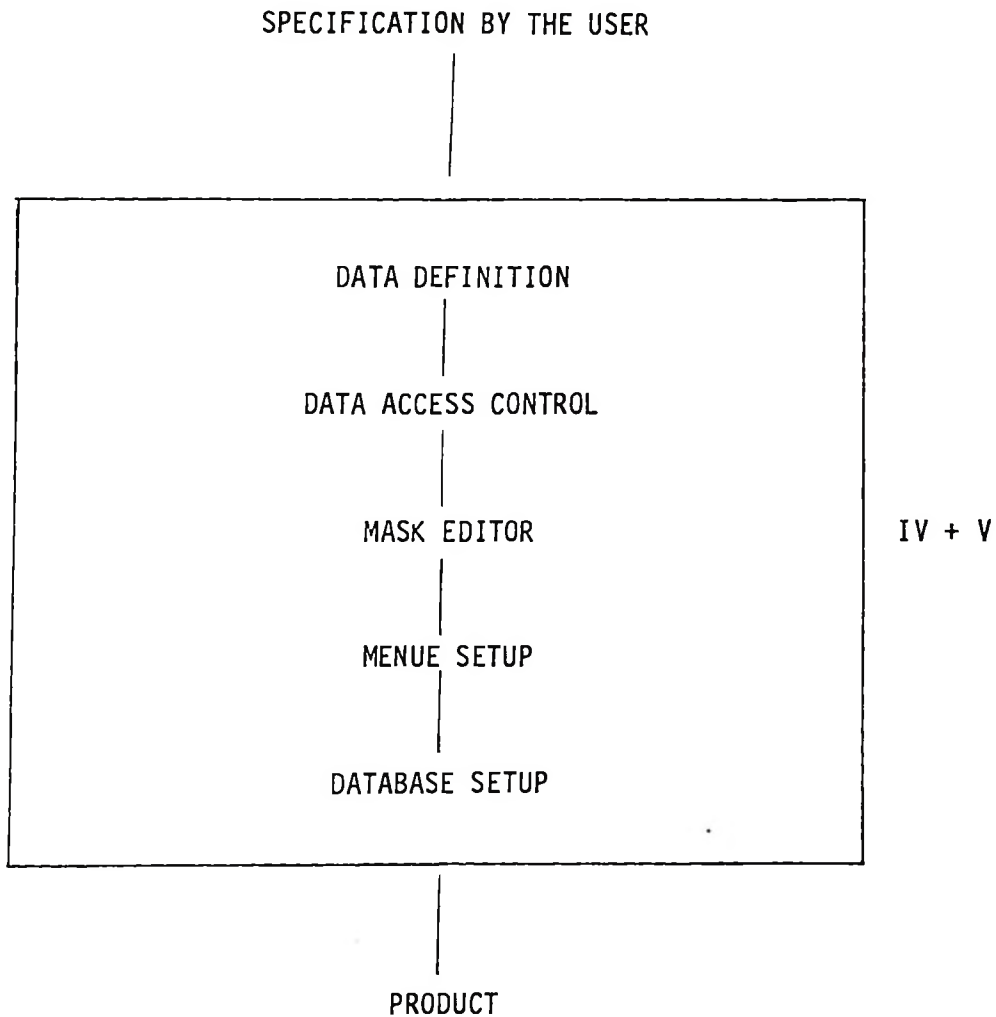 SPECIFICATION BY THE USER
DATA DEFINITION
DATA ACCESS CONTROL
MASK EDITOR
IV + V
MENUE SETUP
DATABASE SETUP
PRODUCT